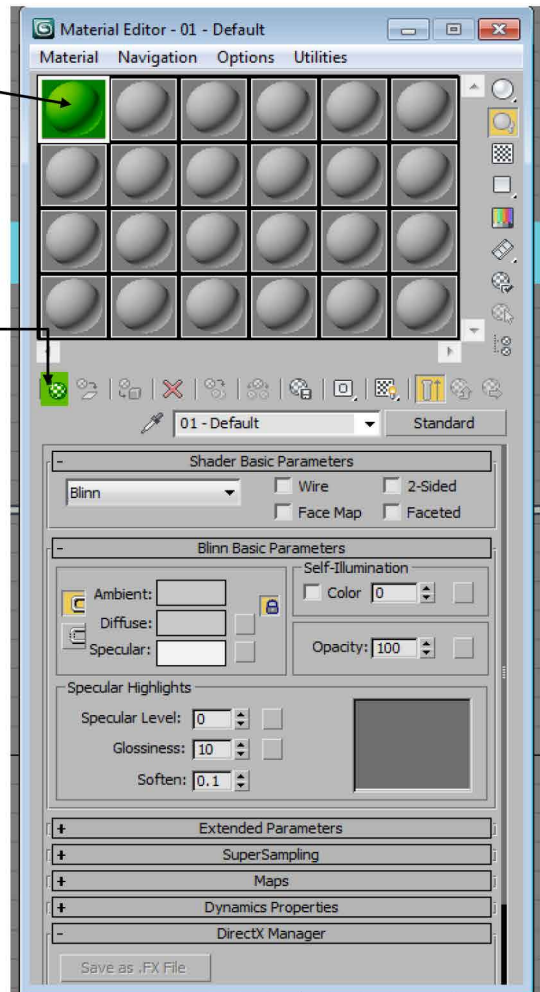 Material Editor - 01 - Default
Material Navigation Options Utilities
01 - Default Standard
- Shader Basic Parameters
Blinn Wire 2-Sided
Face Map Faceted
- Blinn Basic Parameters
Self-Illumination
Ambient: Color 0
Diffuse:
Specular: Opacity: 100
Specular Highlights
Specular Level: 0
Glossiness: 10
Soften: 0.1
+ Extended Parameters
+ SuperSampling
+ Maps
+ Dynamics Properties
- DirectX Manager
Save as .FX File